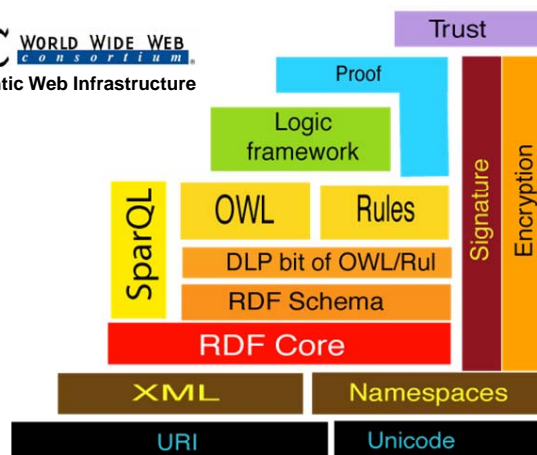 C WORLD WIDE WEB
consortium
ntic Web Infrastructure
Trust
Proof
Logic
framework
Signature
Encryption
SparQL
OWL
Rules
DLP bit of OWL/Rul
RDF Schema
RDF Core
XML
Namespaces
URI
Unicode